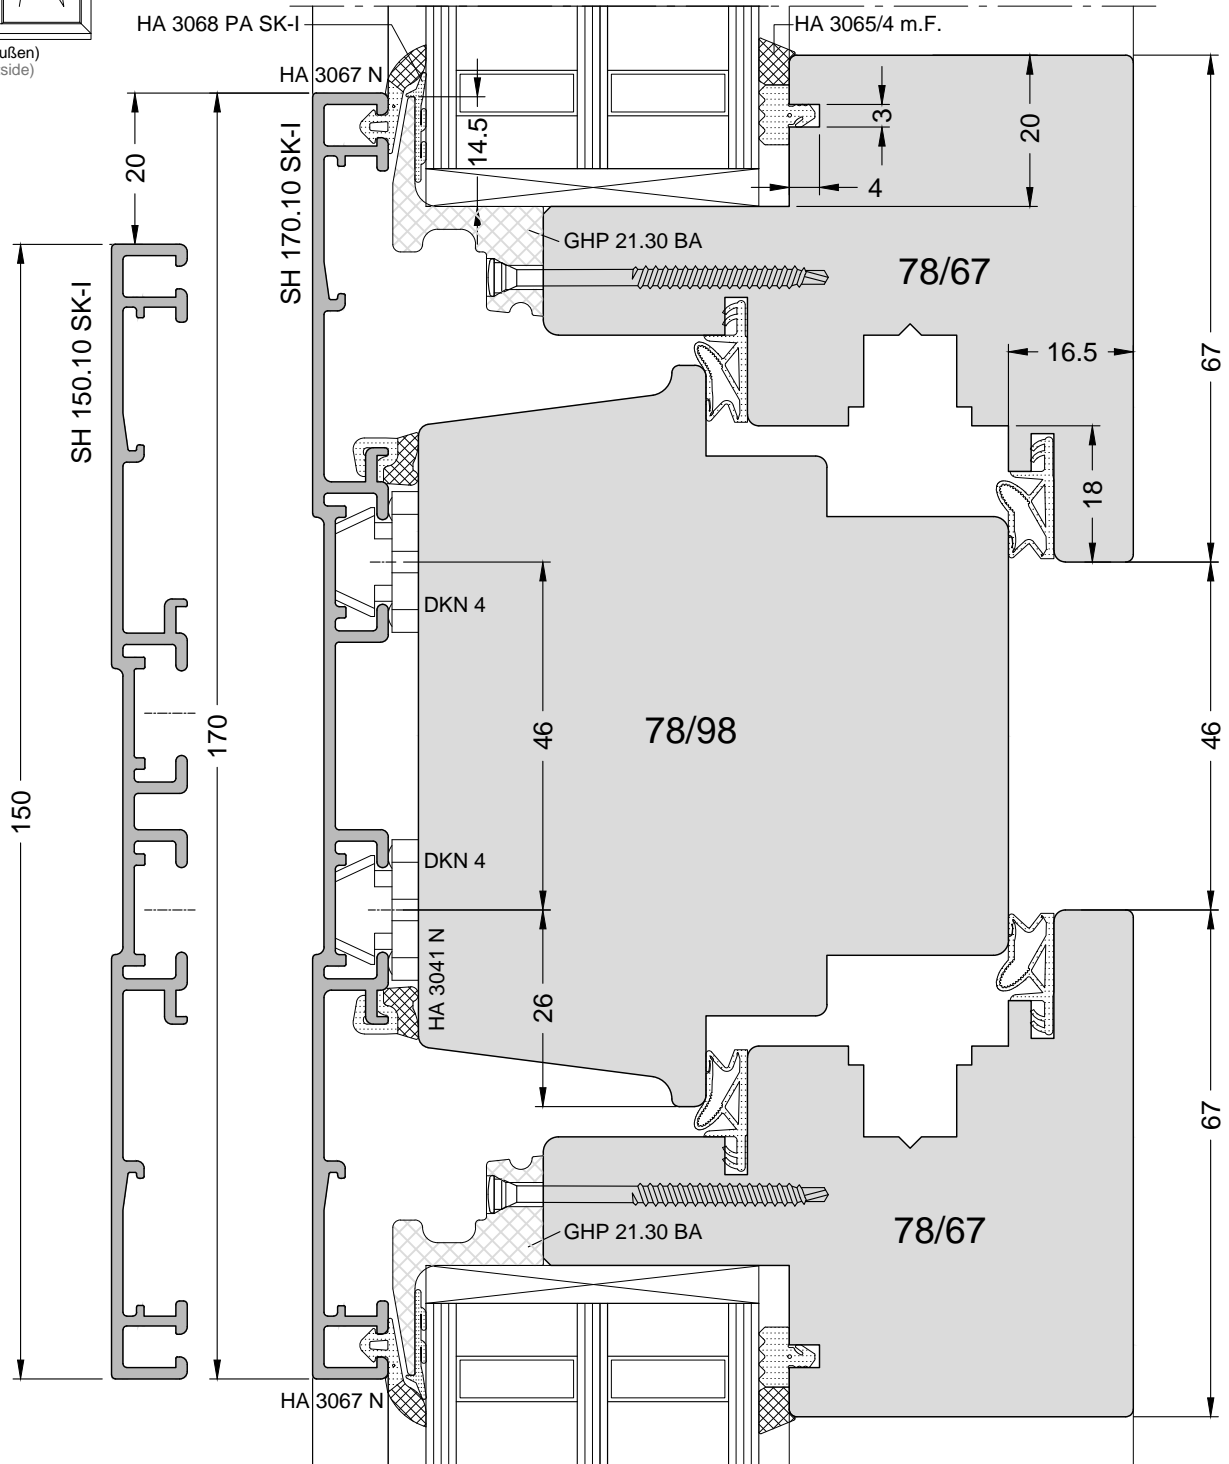 HA 3068 PA SK-I
HA 3065/4 m.F.
ußen)
side)
HA 3067 N
20
SH 170.10 SK-I
14.5
3
20
4
GHP 21.30 BA
78/67
SH 150.10 SK-I
16.5
67
18
DKN 4
46
78/98
46
170
150
DKN 4
HA 3041 N
26
67
GHP 21.30 BA
78/67
HA 3067 N